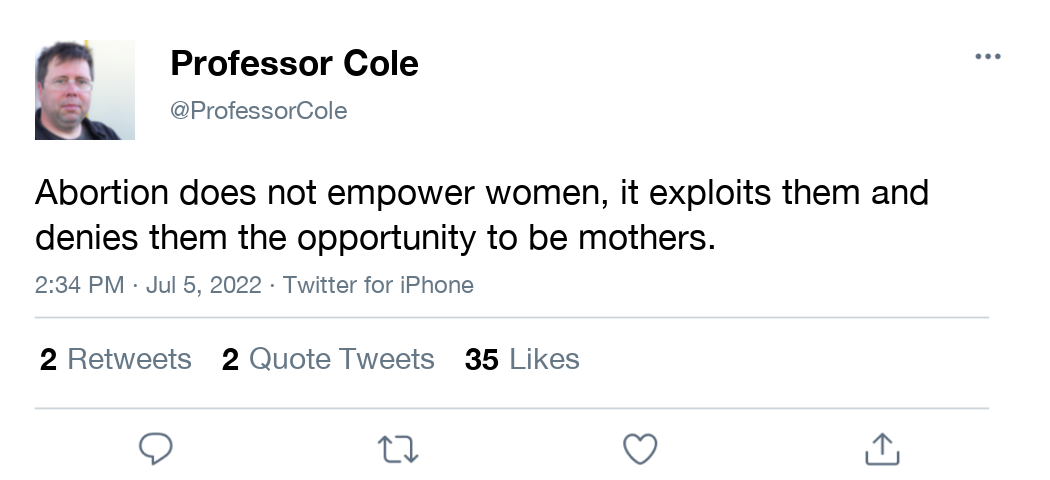 Professor Cole
@ProfessorCole
Abortion does not empower women, it exploits them and
denies them the opportunity to be mothers.
2:34 PM · Jul 5, 2022 · Twitter for iPhone
2 Retweets 2 Quote Tweets 35 Likes